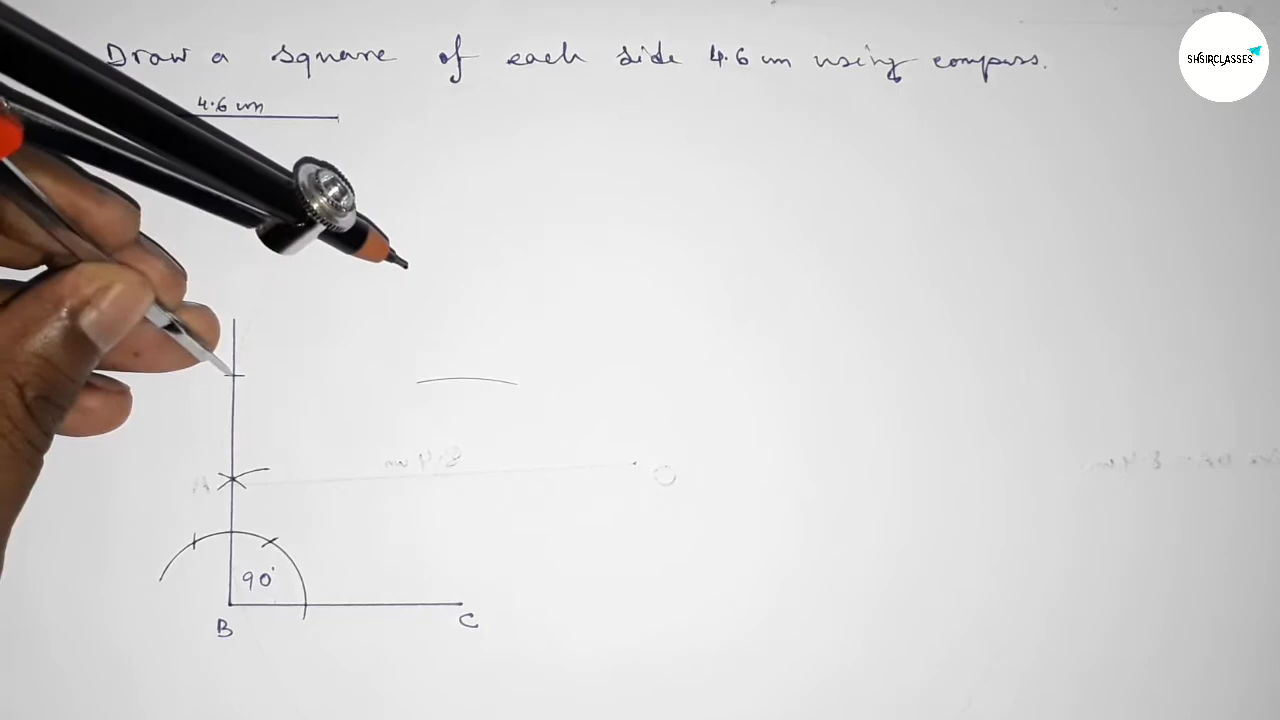 Draw a square of each side 4.6 cm using compass.
SHSIRCLASSES
4.6 cm
90°
B
C